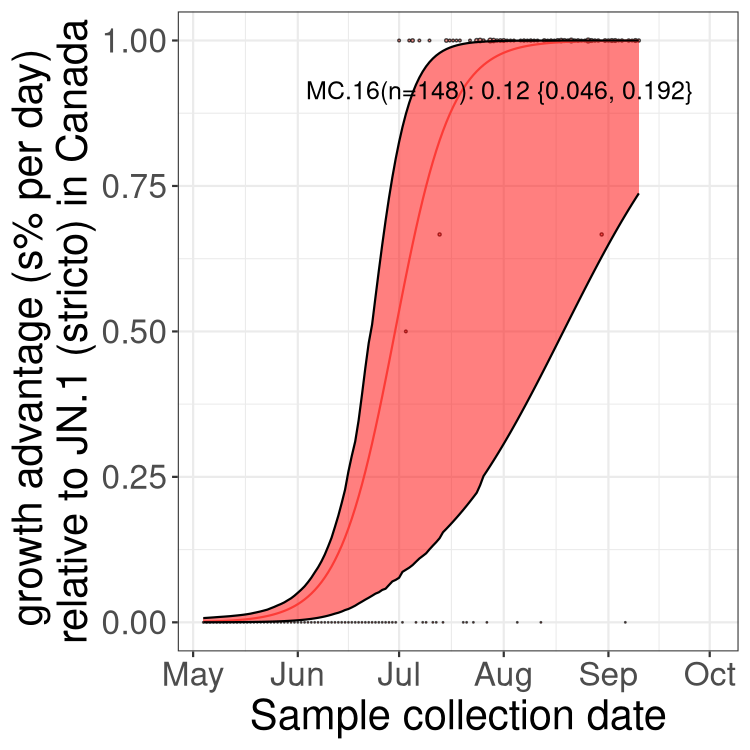 growth advantage (s% per day)
relative to JN.1 (stricto) in Canada
1.00
0.75
0.50
0.25
0.00
MC.16(n=148): 0.12 {0.046, 0.192}
May Jun Jul Aug Sep Oct
Sample collection date